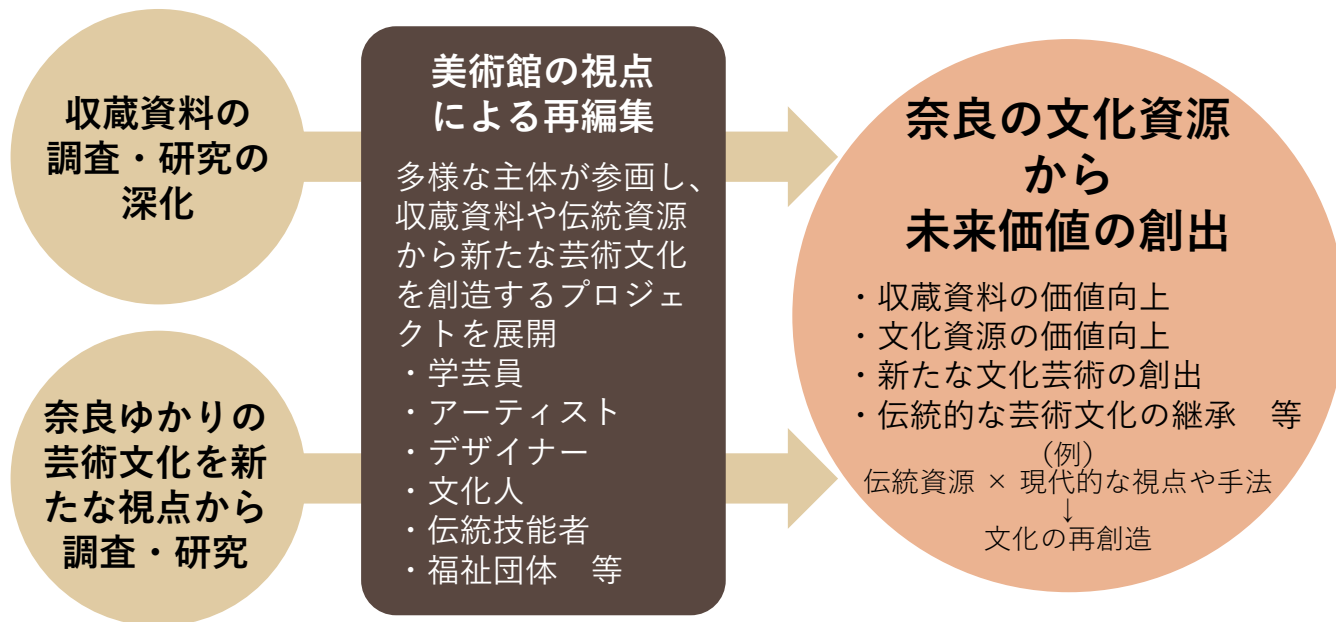 収蔵資料の
調査・研究の
深化
奈良ゆかりの
芸術文化を新
たな視点から
調査・研究
美術館の視点
による再編集
多様な主体が参画し、
収蔵資料や伝統資源
から新たな芸術文化
を創造するプロジェ
クトを展開
・学芸員
・アーティスト
・デザイナー
・文化人
・伝統技能者
・福祉団体　等
奈良の文化資源
から
未来価値の創出
・収蔵資料の価値向上
・文化資源の価値向上
・新たな文化芸術の創出
・伝統的な芸術文化の継承　等
（例）
伝統資源 × 現代的な視点や手法
↓
文化の再創造